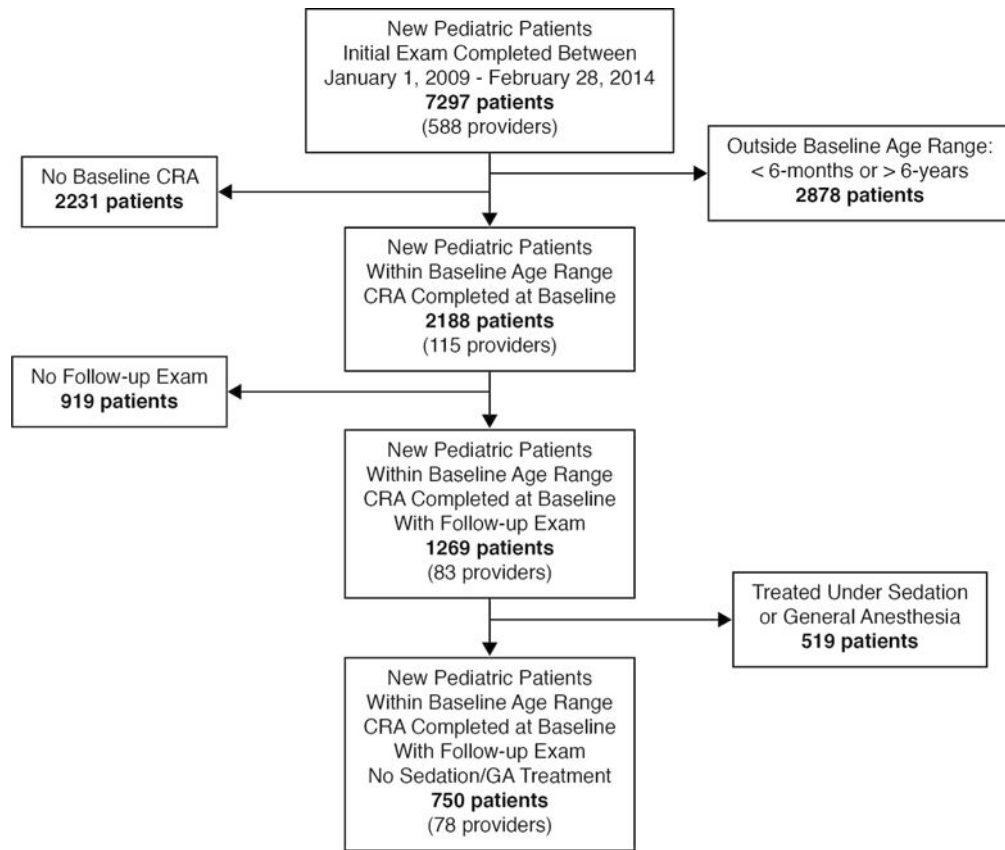 New Pediatric Patients
Initial Exam Completed Between
January 1, 2009 - February 28, 2014
7297 patients
(588 providers)
No Baseline CRA
2231 patients
Outside Baseline Age Range:
< 6-months or > 6-years
2878 patients
New Pediatric Patients
Within Baseline Age Range
CRA Completed at Baseline
2188 patients
(115 providers)
No Follow-up Exam
919 patients
New Pediatric Patients
Within Baseline Age Range
CRA Completed at Baseline
With Follow-up Exam
1269 patients
(83 providers)
Treated Under Sedation
or General Anesthesia
519 patients
New Pediatric Patients
Within Baseline Age Range
CRA Completed at Baseline
With Follow-up Exam
No Sedation/GA Treatment
750 patients
(78 providers)